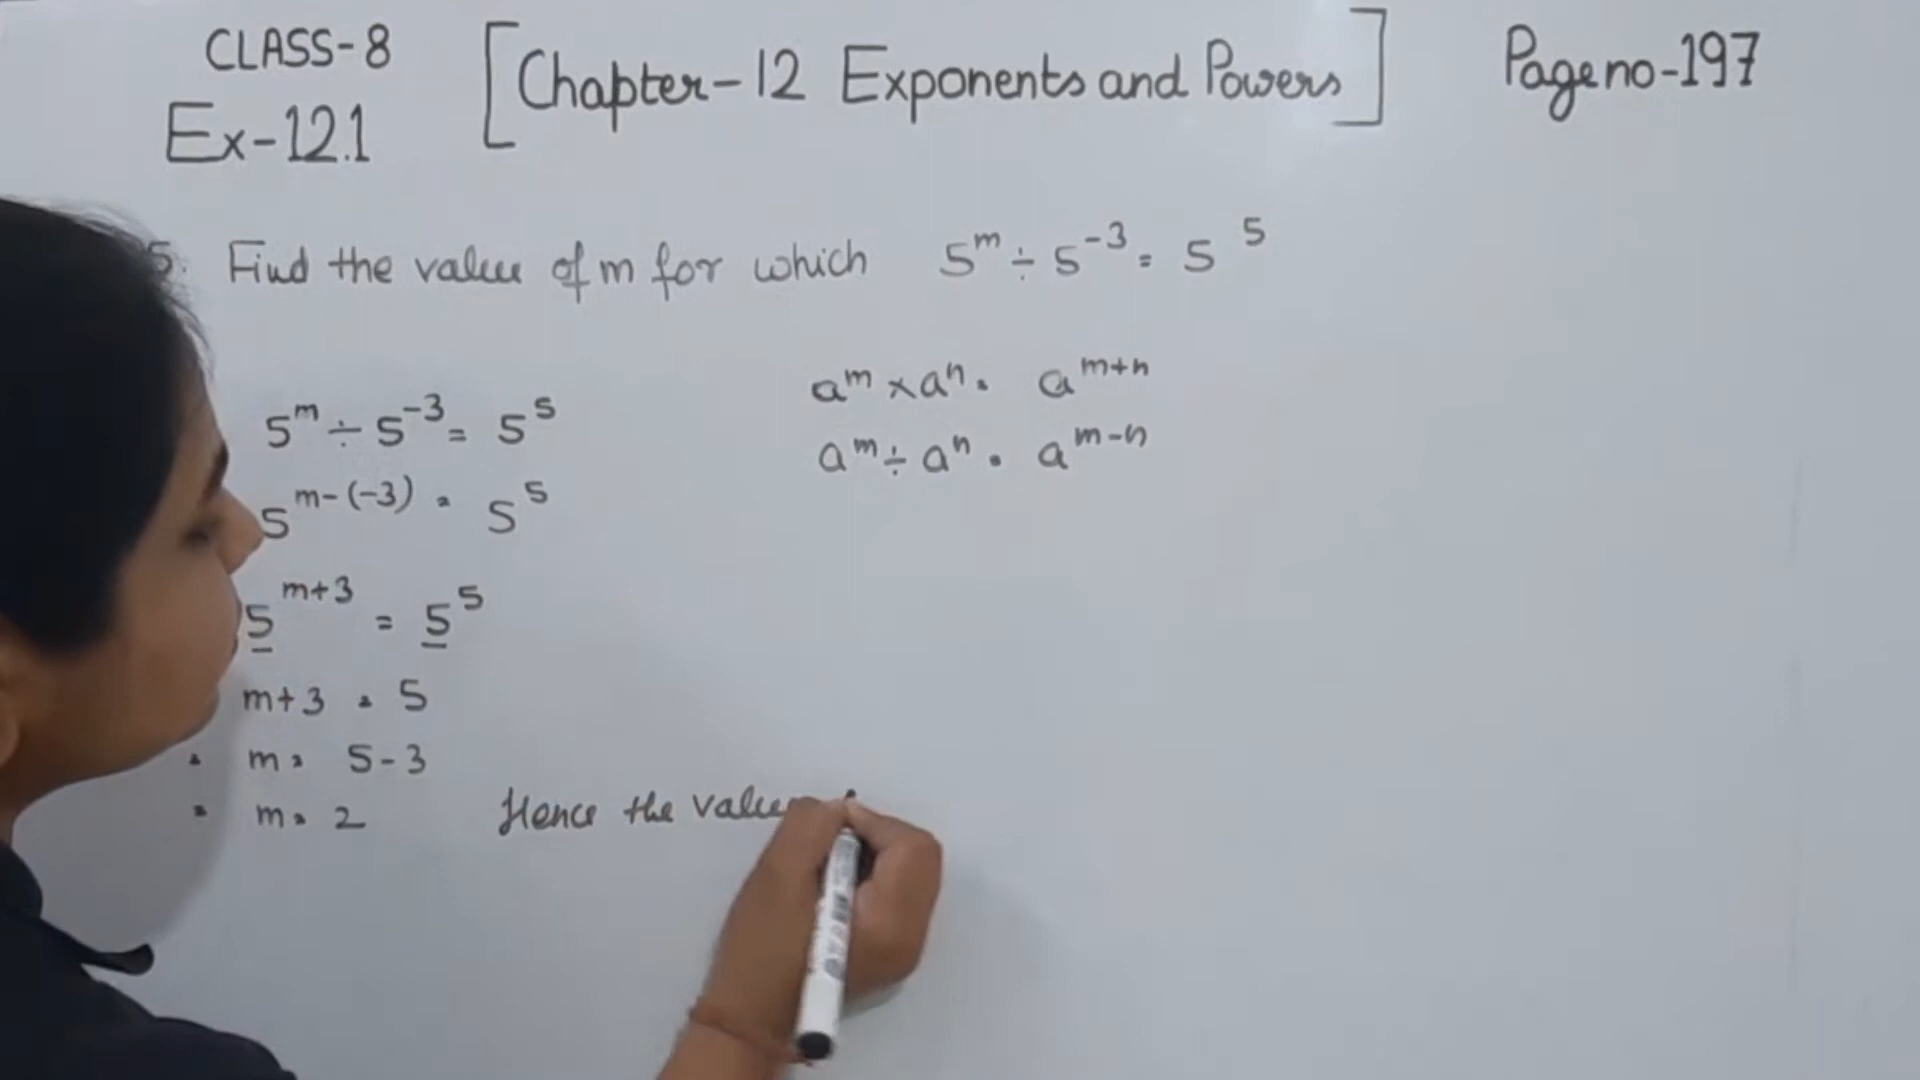 CLASS-8 [Chapter-12 Exponents and Powers] Page no-197
Ex-12.1
5. Find the value of m for which 5^m ÷ 5^-3 = 5^5
5^m ÷ 5^-3 = 5^5
a^m × a^n = a^m+n
5^m-(-3) = 5^5
a^m ÷ a^n = a^m-n
5^m+3 = 5^5
m+3 = 5
= m = 5-3
= m = 2 Hence the value